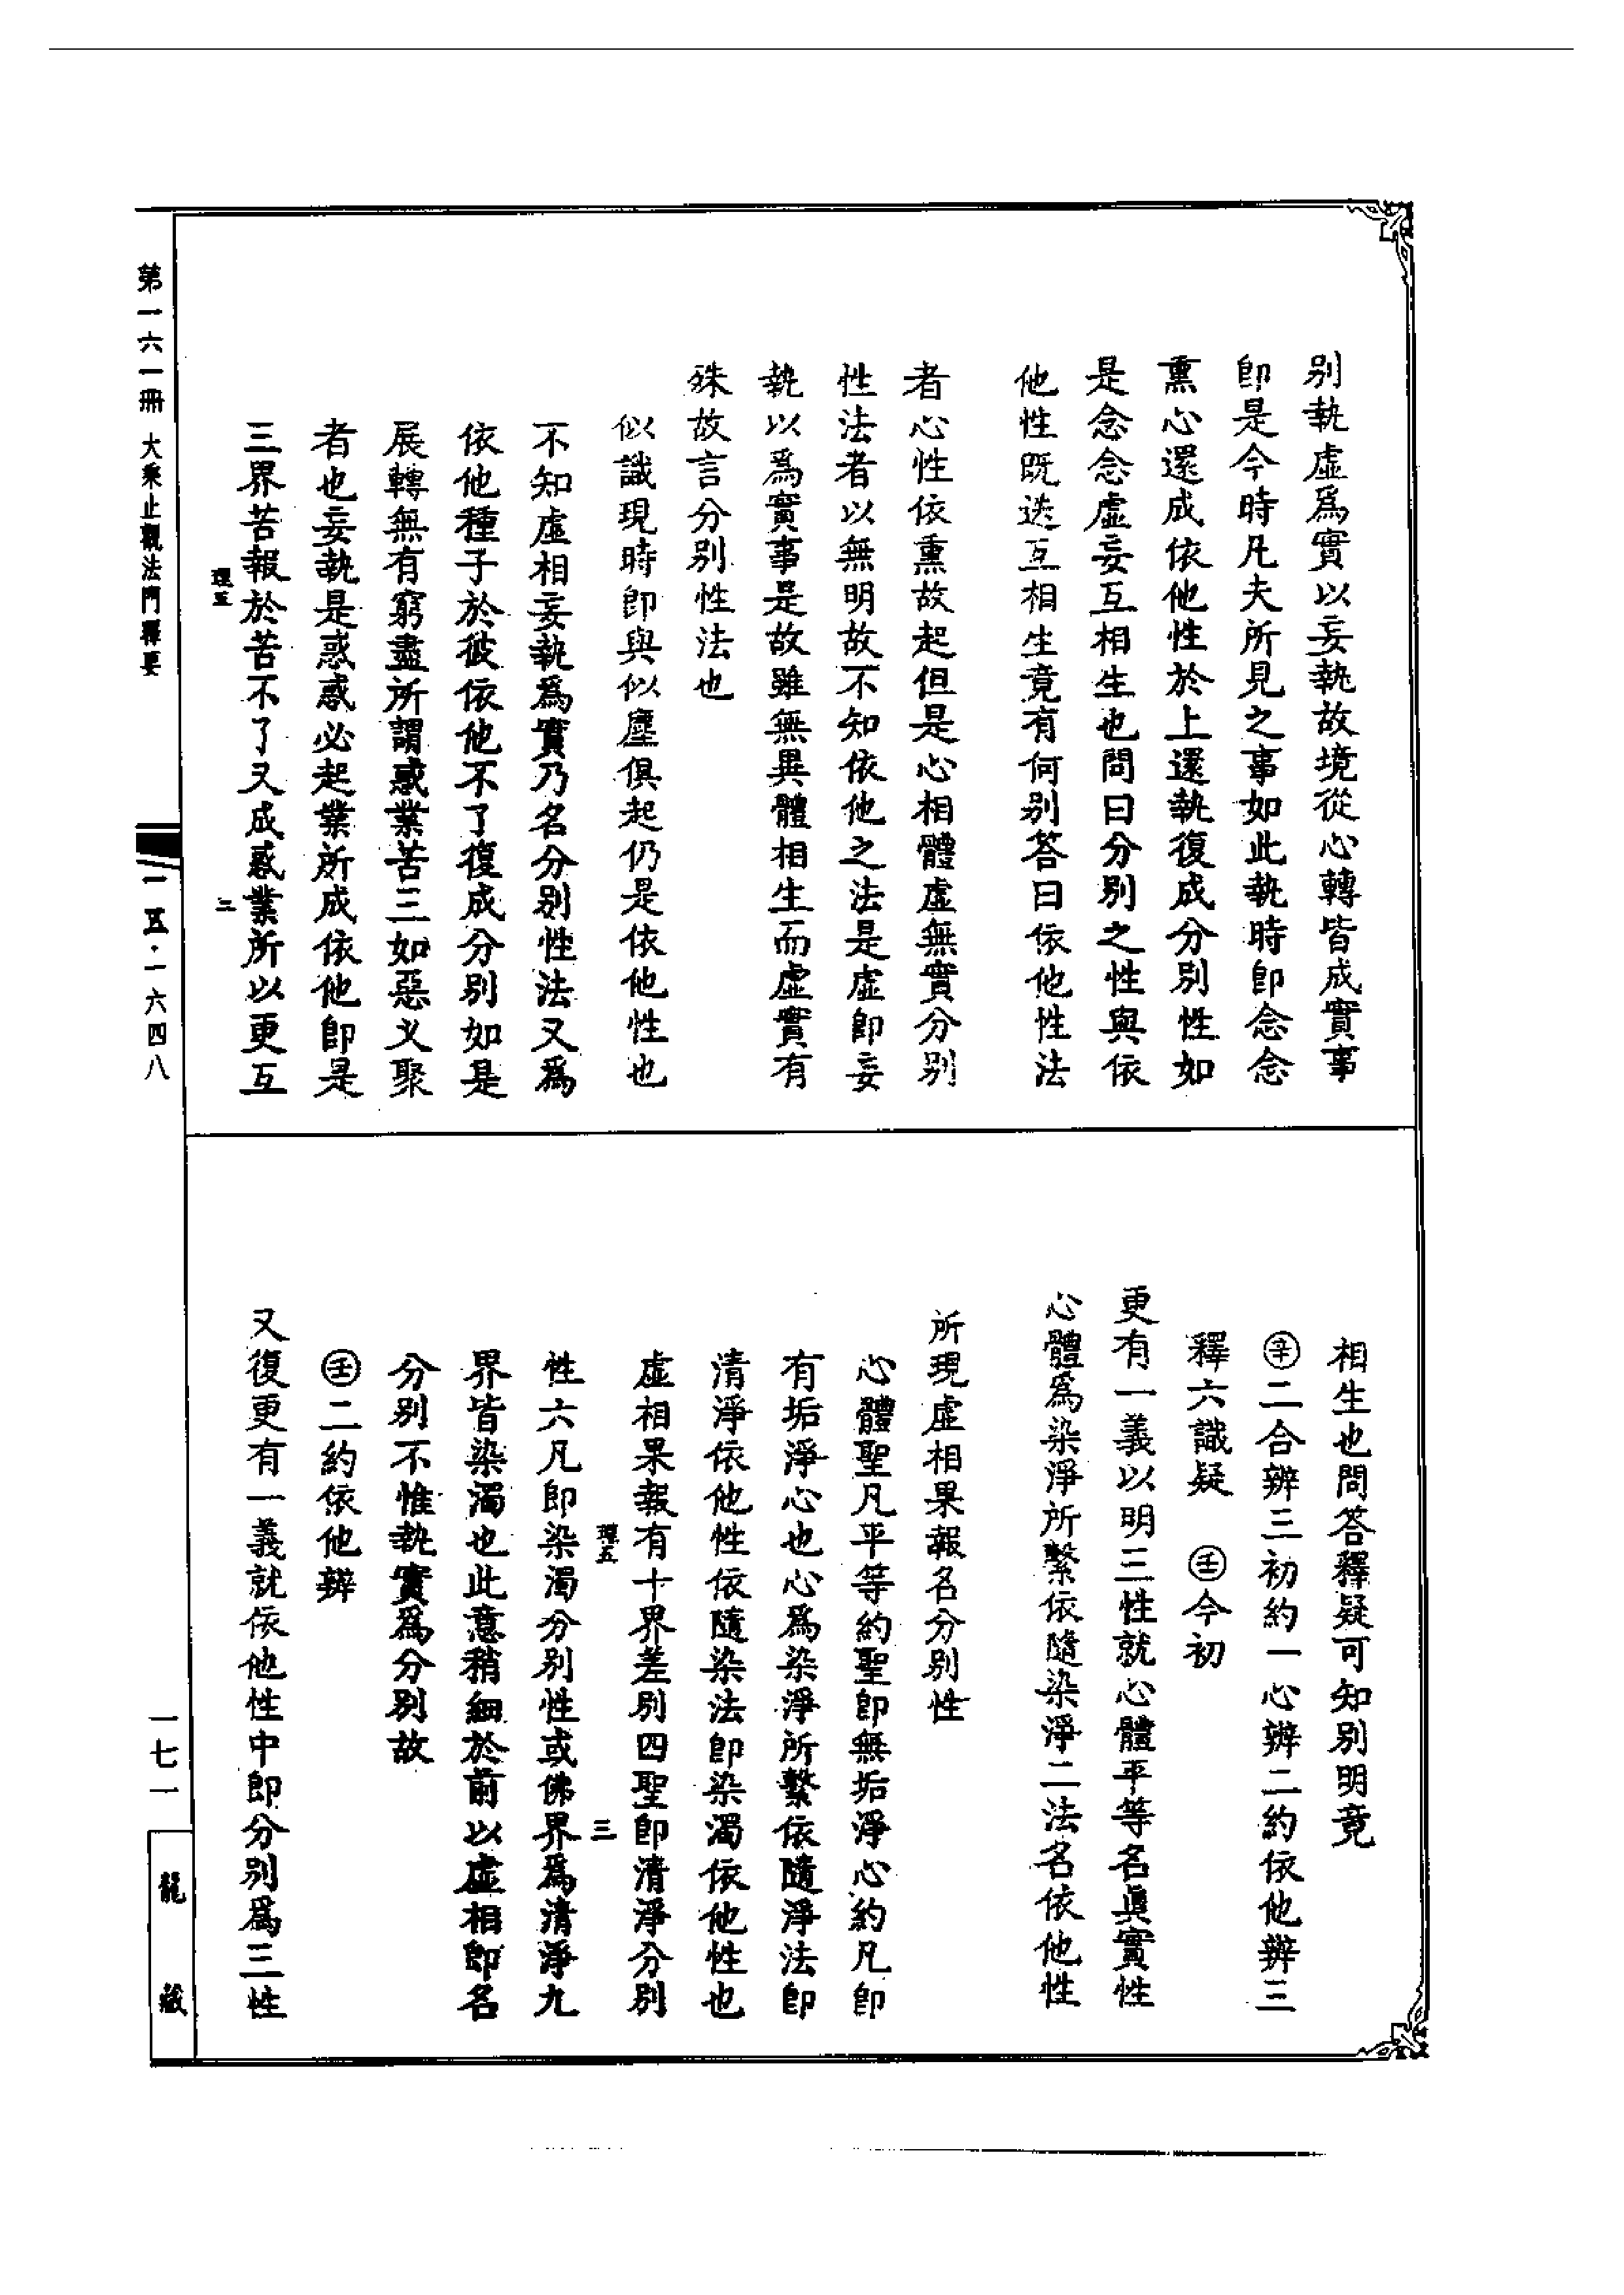 别執虛爲實以妄執故境從心轉皆成實事
卽是今時凡夫所見之事如此執時卽念念
熏心還成依他性於上還執復成分別性如
是念念虛妄互相生也問曰分別之性與依
他性既迭互相生竟有何別答曰依他性法
者心性依熏故起但是心相體虛無實分別
性法者以無明故不知依他之法是虛卽妄
執以爲實事是故雖無異體相生而虛實有
殊故言分別性法也
似識現時卽與似塵俱起仍是依他性也
不知虛相妄執爲實乃名分別性法又爲
依他種子於彼依他不了復成分別如是
展轉無有窮盡所謂惑業苦三如惡义聚
者也妄執是惑惑必起業所成依他卽是
三界苦報於苦不了又成惑業所以更互
理五
二
相生也問答釋疑可知別明竟
㊛二合辨三初約一心辨二約依他辨三
釋六識疑　㊋今初
更有一義以明三性就心體平等名眞實性
心體爲染淨所繫依隨染淨二法名依他性
所現虛相果報名分別性
心體聖凡平等約聖卽無垢淨心約凡卽
有垢淨心也心爲染淨所繫依隨淨法卽
清淨依他性依隨染法卽染濁依他性也
虛相果報有十界差別四聖卽清淨分別
理五
三
性六凡卽染濁分別性或佛界爲清淨九
界皆染濁也此意稍細於前以虛相卽名
分別不惟執實爲分別故
㊋二約依他辨
又復更有一義就依他性中卽分別爲三性
第一六一冊 大乘止觀法門釋要
一五·一六四八
一七一
龍藏